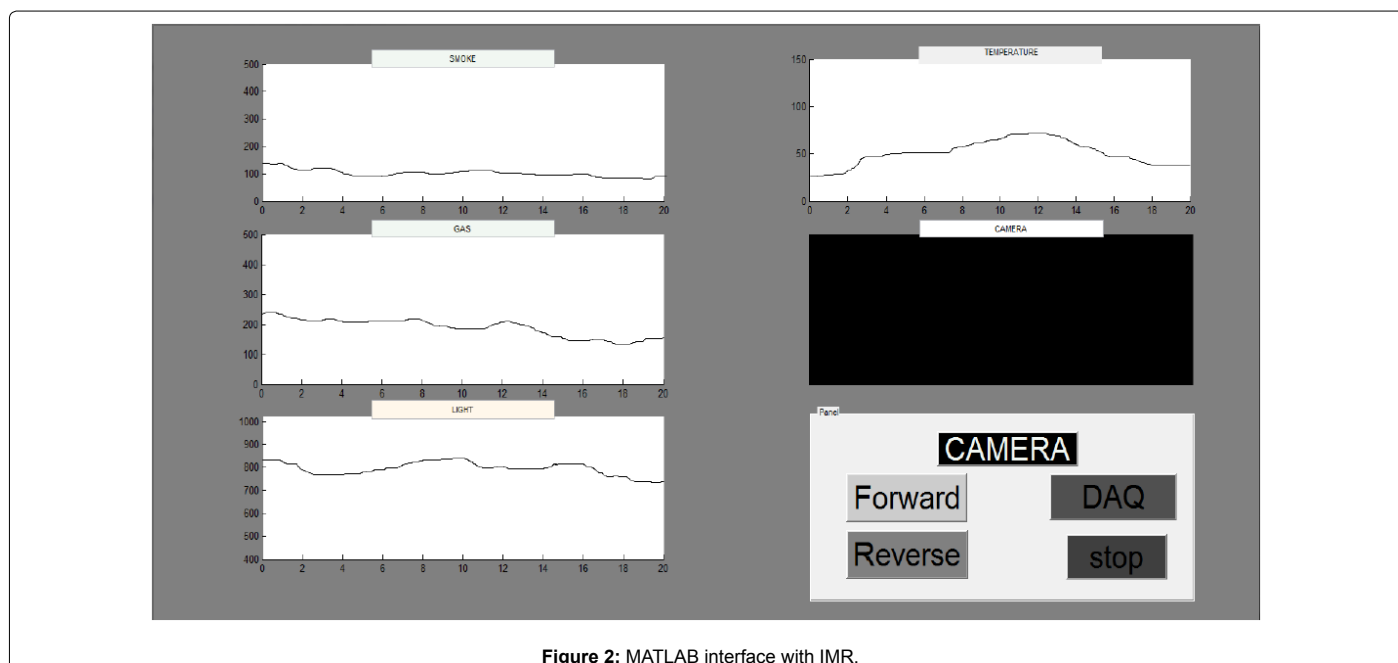 SMOKE
500
400
300
200
100
0
0 2 4 6 8 10 12 14 16 18 20
TEMPERATURE
150
100
50
0
0 2 4 6 8 10 12 14 16 18 20
GAS
500
400
300
200
100
0
0 2 4 6 8 10 12 14 16 18 20
CAMERA
LIGHT
1000
900
800
700
600
500
400
0 2 4 6 8 10 12 14 16 18 20
Panel
CAMERA
Forward DAQ
Reverse stop
Figure 2: MATLAB interface with IMR.